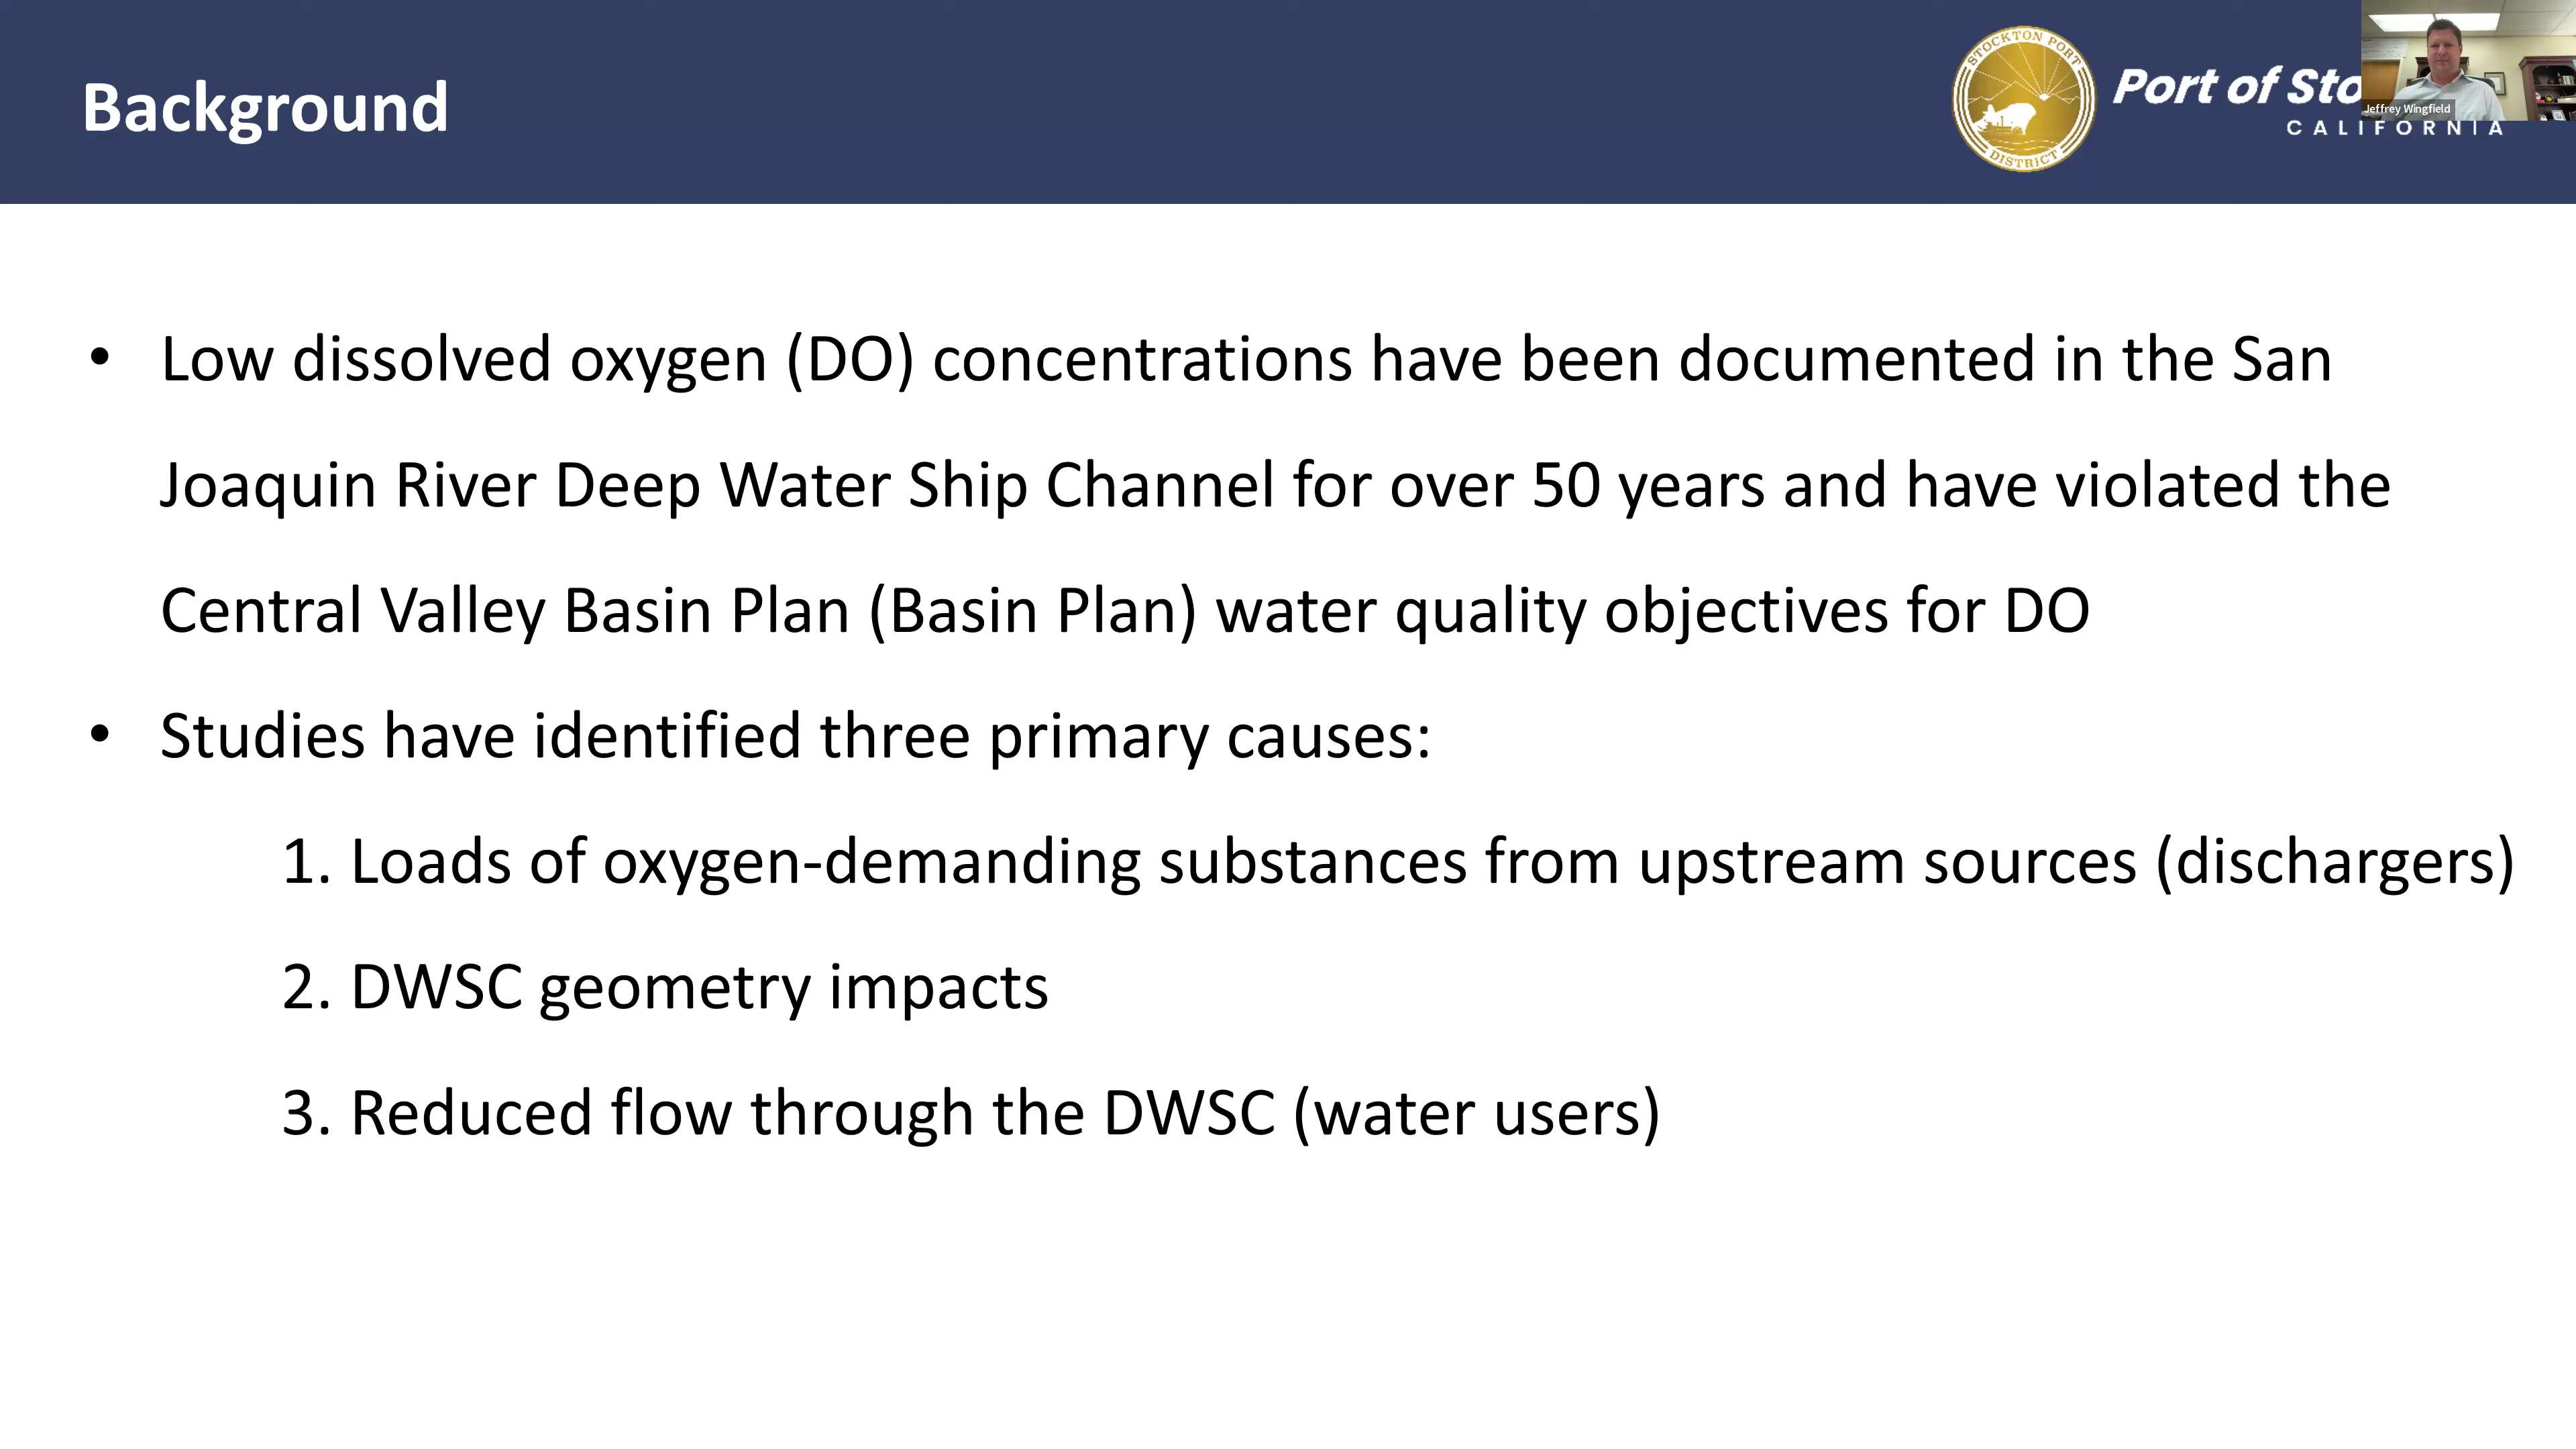 Background
STOCKTON PORT
DISTRICT
Port of Sto
CALIFORNIA
Jeffrey Wingfield
• Low dissolved oxygen (DO) concentrations have been documented in the San
Joaquin River Deep Water Ship Channel for over 50 years and have violated the
Central Valley Basin Plan (Basin Plan) water quality objectives for DO
• Studies have identified three primary causes:
1. Loads of oxygen-demanding substances from upstream sources (dischargers)
2. DWSC geometry impacts
3. Reduced flow through the DWSC (water users)